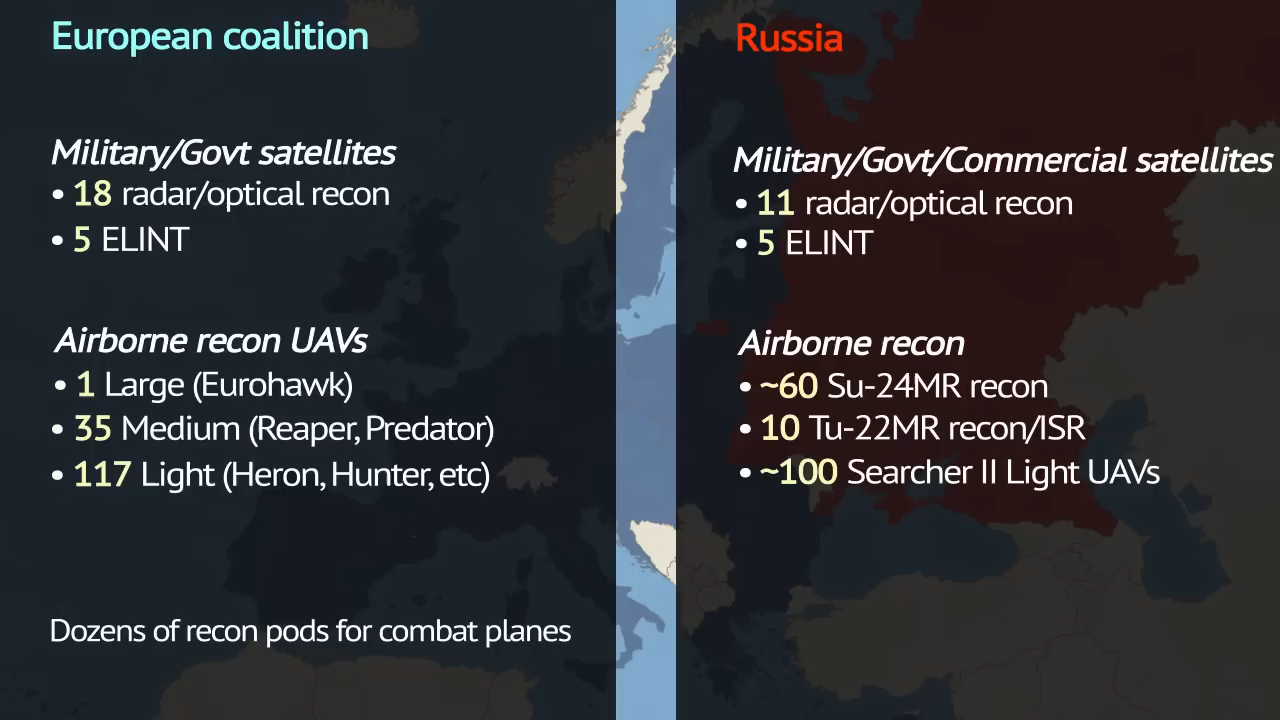 European coalition
Military/Govt satellites
• 18 radar/optical recon
• 5 ELINT
Airborne recon UAVs
• 1 Large (Eurohawk)
• 35 Medium (Reaper, Predator)
• 117 Light (Heron, Hunter, etc)
Dozens of recon pods for combat planes
Russia
Military/Govt/Commercial satellites
• 11 radar/optical recon
• 5 ELINT
Airborne recon
• ~60 Su-24MR recon
• 10 Tu-22MR recon/ISR
• ~100 Searcher II Light UAVs